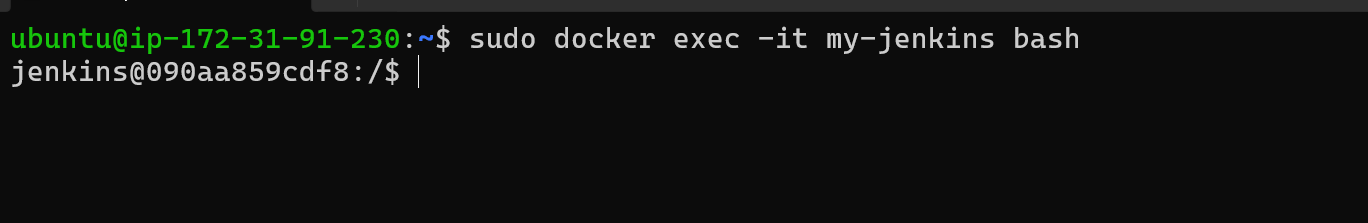 ubuntu@ip-172-31-91-230:~$ sudo docker exec -it my-jenkins bash
jenkins@090aa859cdf8:/$